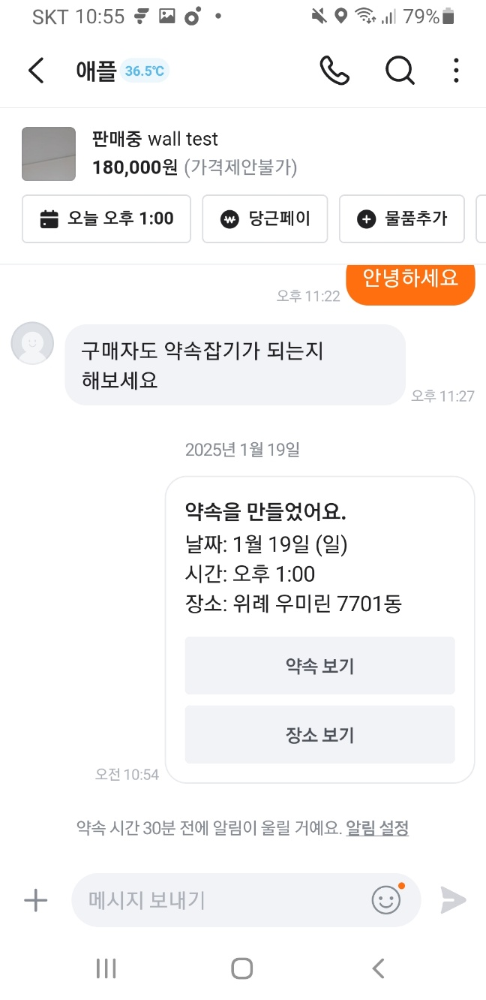 SKT 10:55 79%
애플 36.5℃
판매중 wall test
180,000원 (가격제안불가)
오늘 오후 1:00 당근페이 물품추가
안녕하세요
오후 11:22
구매자도 약속잡기가 되는지
해보세요
오후 11:27
2025년 1월 19일
약속을 만들었어요.
날짜: 1월 19일 (일)
시간: 오후 1:00
장소: 위례 우미린 7701동
약속 보기
장소 보기
오전 10:54
약속 시간 30분 전에 알림이 울릴 거예요. 알림 설정
메시지 보내기